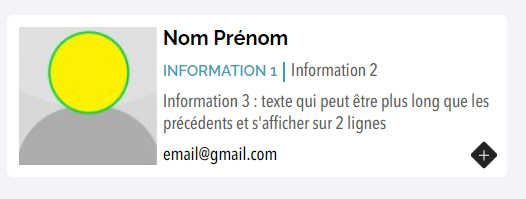 Nom Prénom
INFORMATION 1 | Information 2
Information 3 : texte qui peut être plus long que les
précédents et s'afficher sur 2 lignes
email@gmail.com